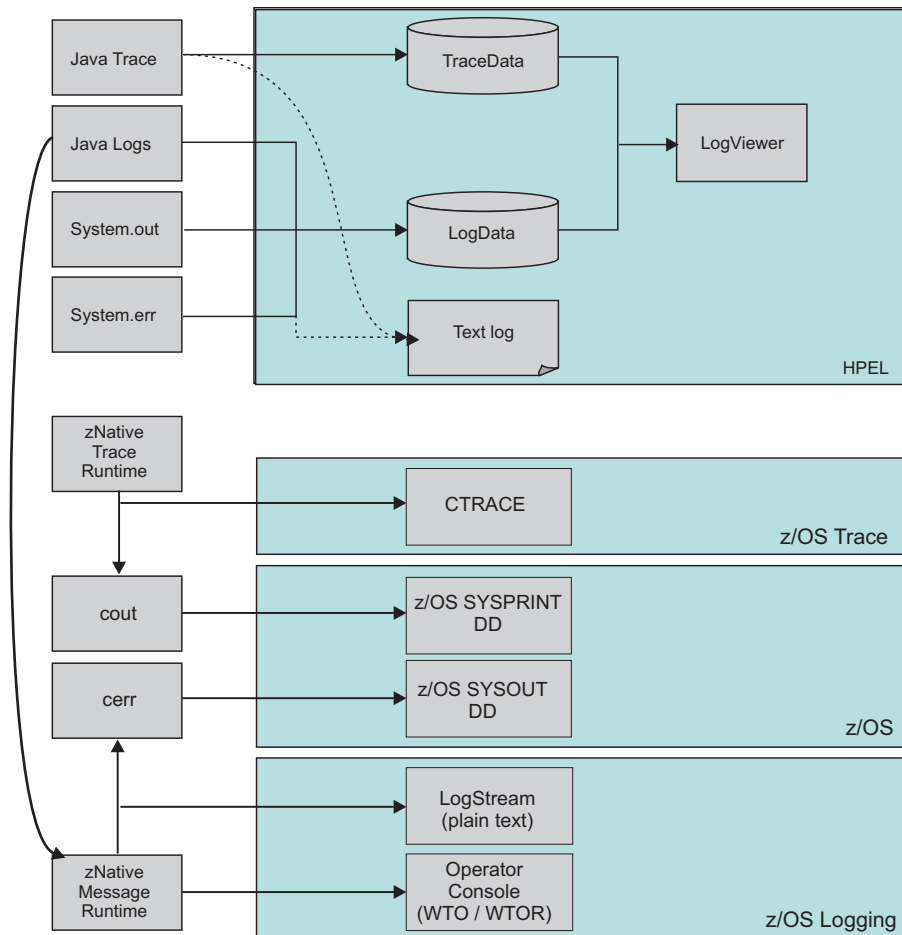 Java Trace
TraceData
Java Logs
LogViewer
System.out
LogData
System.err
Text log
HPEL
zNative
Trace
Runtime
CTRACE
z/OS Trace
cout
z/OS SYSPRINT
DD
cerr
z/OS SYSOUT
DD
z/OS
LogStream
(plain text)
zNative
Message
Runtime
Operator
Console
(WTO / WTOR)
z/OS Logging